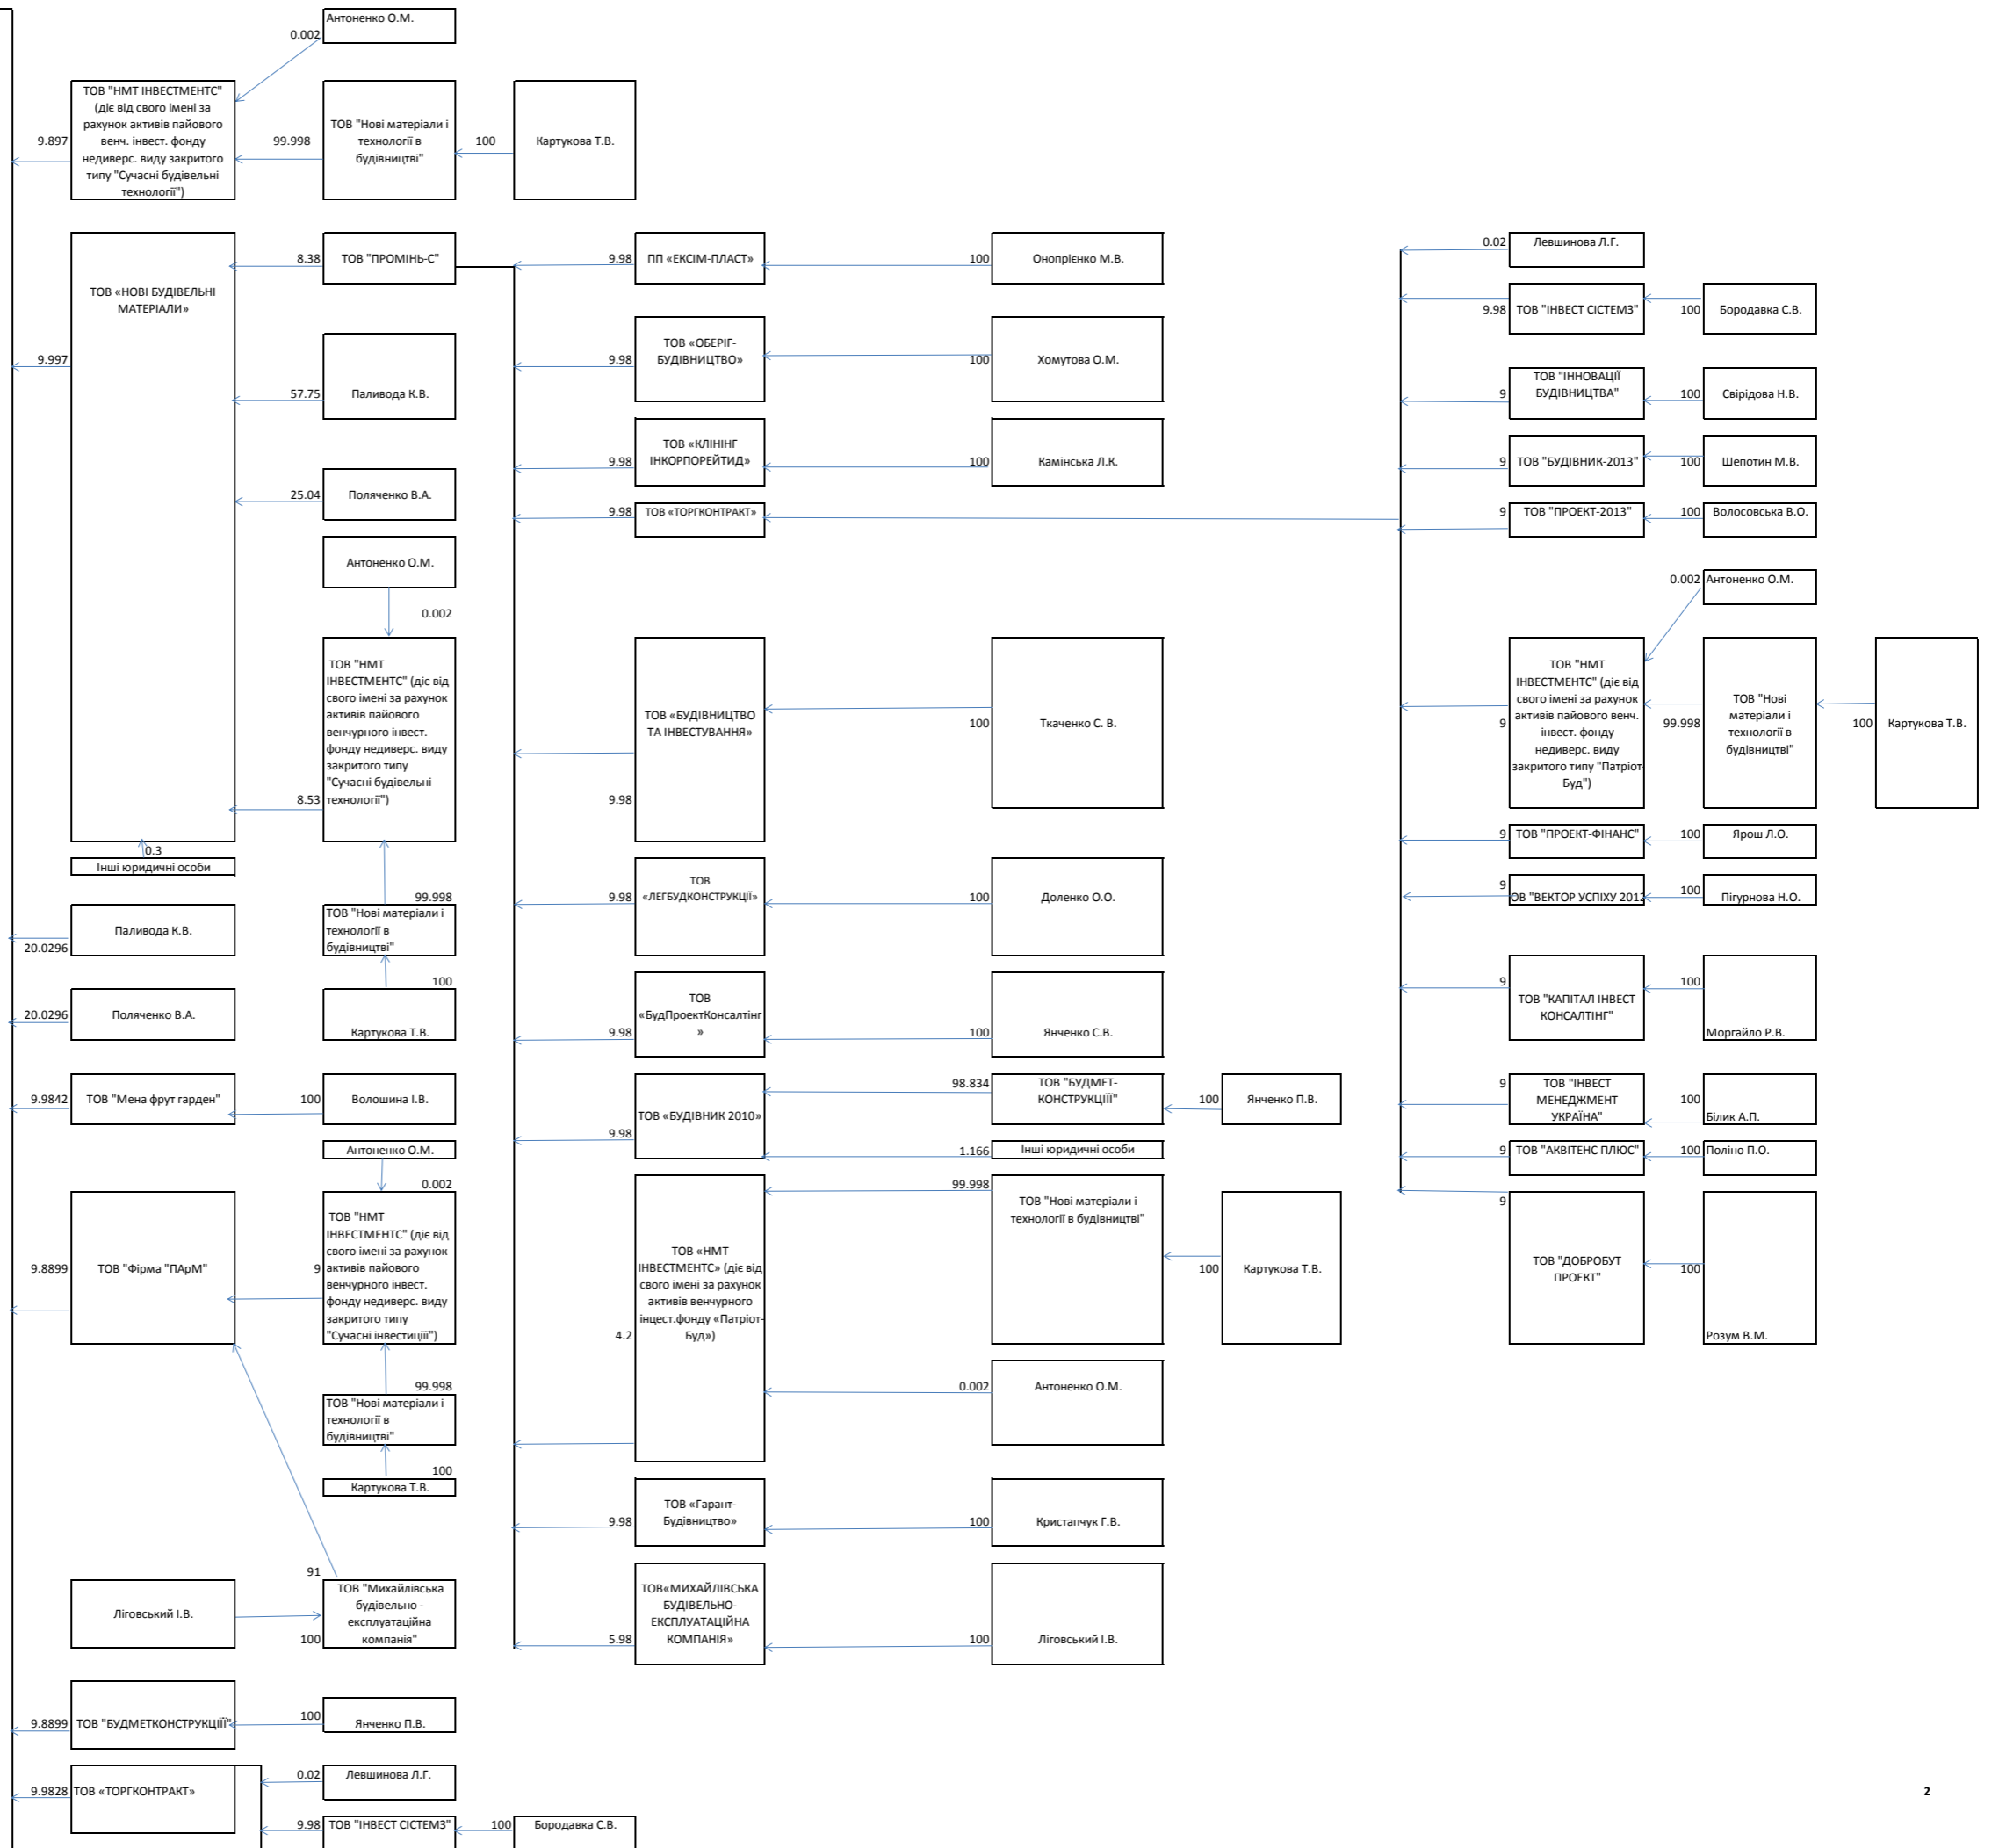 Антоненко О.М.
0.002
ТОВ "НМТ ІНВЕСТМЕНТС"
(діє від свого імені за
рахунок активів пайового
венч. інвест. фонду
недиверс. виду закритого
типу "Сучасні будівельні
технології")
9.897
99.998
ТОВ "Нові матеріали і
технології в
будівництві"
100
Картукова Т.В.
9.997
ТОВ «НОВІ БУДІВЕЛЬНІ
МАТЕРІАЛИ»
8.38
ТОВ "ПРОМІНЬ-С"
57.75
Паливода К.В.
25.04
Поляченко В.А.
Антоненко О.М.
0.002
ТОВ "НМТ
ІНВЕСТМЕНТС" (діє від
свого імені за рахунок
активів пайового
венчурного інвест.
фонду недиверс. виду
закритого типу
"Сучасні будівельні
технології")
8.53
0.3
Інші юридичні особи
99.998
ТОВ "Нові матеріали і
технології в
будівництві"
100
Картукова Т.В.
20.0296
Паливода К.В.
20.0296
Поляченко В.А.
9.9842
ТОВ "Мена фрут гарден"
100
Волошина І.В.
Антоненко О.М.
0.002
9.8899
ТОВ "Фірма "ПАрМ"
9
ТОВ "НМТ
ІНВЕСТМЕНТС" (діє від
свого імені за рахунок
активів пайового
венчурного інвест.
фонду недиверс. виду
закритого типу
"Сучасні інвестиціїї")
99.998
ТОВ "Нові матеріали і
технології в
будівництві"
100
Картукова Т.В.
91
Ліговський І.В.
100
ТОВ "Михайлівська
будівельно -
експлуатаційна
компанія"
9.8899
ТОВ "БУДМЕТКОНСТРУКЦІЇЇ"
100
Янченко П.В.
9.9828
ТОВ «ТОРГКОНТРАКТ»
0.02
Левшинова Л.Г.
9.98
ТОВ "ІНВЕСТ СІСТЕМЗ"
100
Бородавка С.В.
9.98
ПП «ЕКСІМ-ПЛАСТ»
100
Онопрієнко М.В.
9.98
ТОВ «ОБЕРІГ-
БУДІВНИЦТВО»
100
Хомутова О.М.
9.98
ТОВ «КЛІНІНГ
ІНКОРПОРЕЙТИД»
100
Камінська Л.К.
9.98
ТОВ «ТОРГКОНТРАКТ»
9.98
ТОВ «БУДІВНИЦТВО
ТА ІНВЕСТУВАННЯ»
100
Ткаченко С. В.
9.98
ТОВ
«ЛЕГБУДКОНСТРУКЦІЇ»
100
Доленко О.О.
9.98
ТОВ
«БудПроектКонсалтінг
»
100
Янченко С.В.
9.98
ТОВ «БУДІВНИК 2010»
98.834
ТОВ "БУДМЕТ-
КОНСТРУКЦІЇЇ"
100
Янченко П.В.
1.166
Інші юридичні особи
4.2
ТОВ «НМТ
ІНВЕСТМЕНТС» (діє від
свого імені за рахунок
активів венчурного
інцест.фонду «Патріот-
Буд»)
99.998
ТОВ "Нові матеріали і
технології в будівництві"
100
Картукова Т.В.
0.002
Антоненко О.М.
9.98
ТОВ «Гарант-
Будівництво»
100
Кристапчук Г.В.
5.98
ТОВ«МИХАЙЛІВСЬКА
БУДІВЕЛЬНО-
ЕКСПЛУАТАЦІЙНА
КОМПАНІЯ»
100
Ліговський І.В.
0.02
Левшинова Л.Г.
9.98
ТОВ "ІНВЕСТ СІСТЕМЗ"
100
Бородавка С.В.
9
ТОВ "ІННОВАЦІЇ
БУДІВНИЦТВА"
100
Свірідова Н.В.
9
ТОВ "БУДІВНИК-2013"
100
Шепотин М.В.
9
ТОВ "ПРОЕКТ-2013"
100
Волосовська В.О.
0.002
Антоненко О.М.
9
ТОВ "НМТ
ІНВЕСТМЕНТС" (діє від
свого імені за рахунок
активів пайового венч.
інвест. фонду
недиверс. виду
закритого типу "Патріот-
Буд")
99.998
ТОВ "Нові
матеріали і
технології в
будівництві"
100
Картукова Т.В.
9
ТОВ "ПРОЕКТ-ФІНАНС"
100
Ярош Л.О.
9
ОВ "ВЕКТОР УСПІХУ 2012
100
Пігурнова Н.О.
9
ТОВ "КАПІТАЛ ІНВЕСТ
КОНСАЛТІНГ"
100
Моргайло Р.В.
9
ТОВ "ІНВЕСТ
МЕНЕДЖМЕНТ
УКРАЇНА"
100
Білик А.П.
9
ТОВ "АКВІТЕНС ПЛЮС"
100
Поліно П.О.
9
ТОВ "ДОБРОБУТ
ПРОЕКТ"
100
Розум В.М.
2